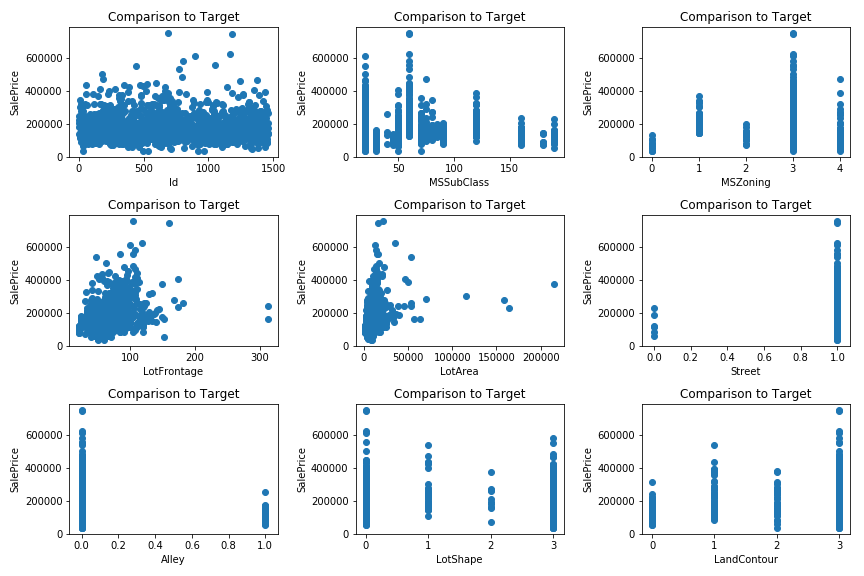 Comparison to Target
Comparison to Target
Comparison to Target
SalePrice
600000
400000
200000
0
0
500
1000
1500
Id
SalePrice
600000
400000
200000
0
50
100
150
MSSubClass
SalePrice
600000
400000
200000
0
0
1
2
3
4
MSZoning
Comparison to Target
Comparison to Target
Comparison to Target
SalePrice
600000
400000
200000
0
100
200
300
LotFrontage
SalePrice
600000
400000
200000
0
0
50000
100000
150000
200000
LotArea
SalePrice
600000
400000
200000
0
0.0
0.2
0.4
0.6
0.8
1.0
Street
Comparison to Target
Comparison to Target
Comparison to Target
SalePrice
600000
400000
200000
0
0.0
0.2
0.4
0.6
0.8
1.0
Alley
SalePrice
600000
400000
200000
0
0
1
2
3
LotShape
SalePrice
600000
400000
200000
0
0
1
2
3
LandContour